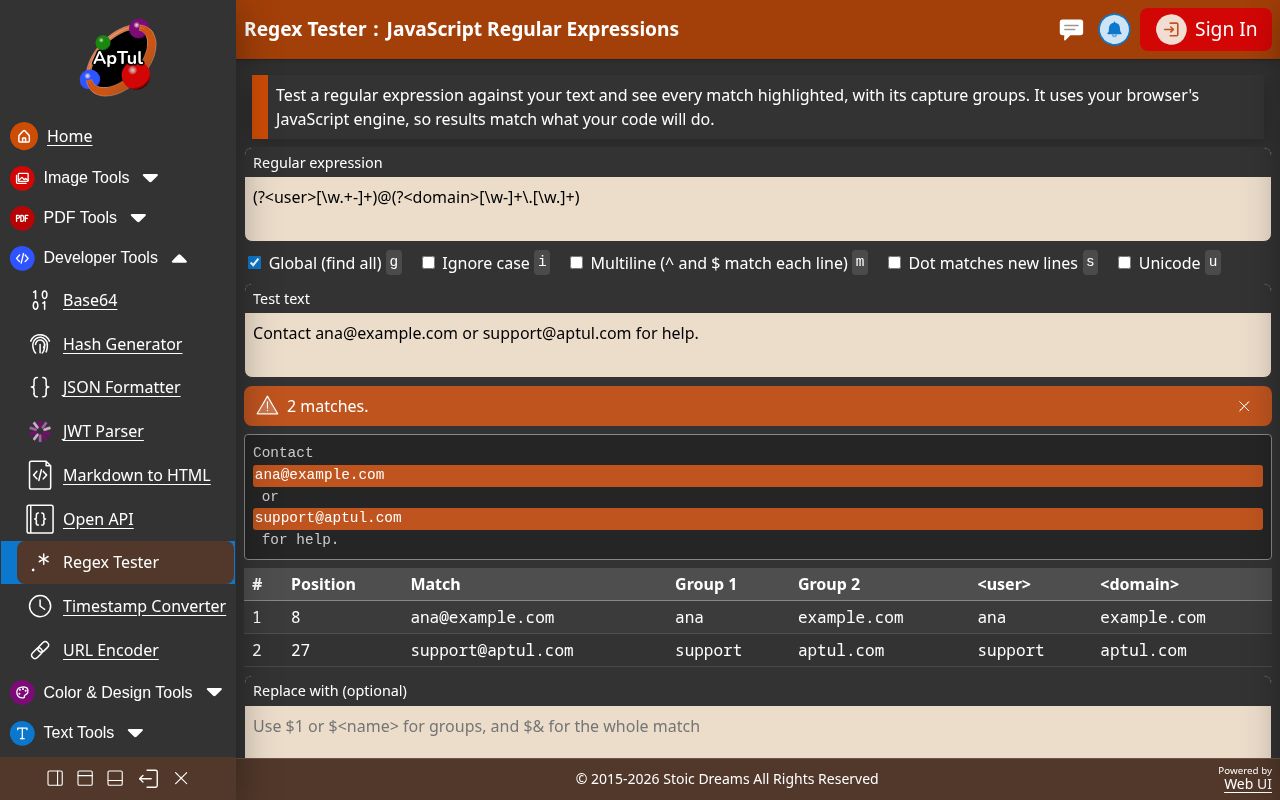 ApTul
Home
Image Tools
PDF Tools
Developer Tools
Base64
Hash Generator
JSON Formatter
JWT Parser
Markdown to HTML
Open API
Regex Tester
Timestamp Converter
URL Encoder
Color & Design Tools
Text Tools
Regex Tester : JavaScript Regular Expressions
Sign In
Test a regular expression against your text and see every match highlighted, with its capture groups. It uses your browser's
JavaScript engine, so results match what your code will do.
Regular expression
(?<user>[\w.+-]+)@(?<domain>[\w-]+\.[\w.]+)
Global (find all) g Ignore case i Multiline (^ and $ match each line) m Dot matches new lines s Unicode u
Test text
Contact ana@example.com or support@aptul.com for help.
2 matches.
Contact
ana@example.com
or
support@aptul.com
for help.
# Position Match Group 1 Group 2 <user> <domain>
1 8 ana@example.com ana example.com ana example.com
2 27 support@aptul.com support aptul.com support aptul.com
Replace with (optional)
Use $1 or $<name> for groups, and $& for the whole match
© 2015-2026 Stoic Dreams All Rights Reserved
Powered by
Web UI